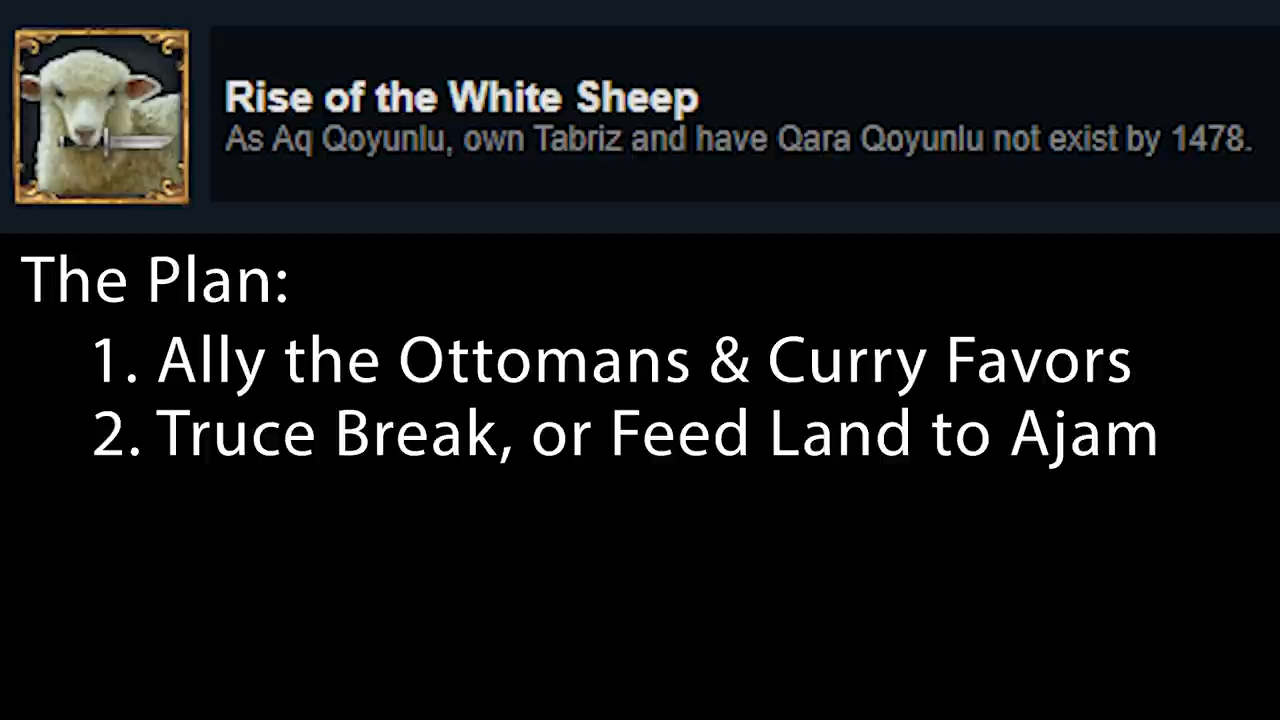 Rise of the White Sheep
As Aq Qoyunlu, own Tabriz and have Qara Qoyunlu not exist by 1478.
The Plan:
1. Ally the Ottomans & Curry Favors
2. Truce Break, or Feed Land to Ajam